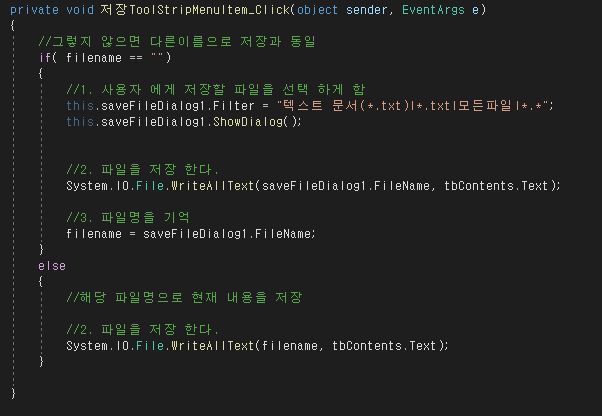 private void 저장ToolStripMenuItem_Click(object sender, EventArgs e)
{
//그렇지 않으면 다른이름으로 저장과 동일
if( filename == "")
{
//1. 사용자 에게 저장할 파일을 선택 하게 함
this.saveFileDialog1.Filter = "텍스트 문서(*.txt)|*.txt|모든파일|*.*";
this.saveFileDialog1.ShowDialog();
//2. 파일을 저장 한다.
System.IO.File.WriteAllText(saveFileDialog1.FileName, tbContents.Text);
//3. 파일명을 기억
filename = saveFileDialog1.FileName;
}
else
{
//해당 파일명으로 현재 내용을 저장
//2. 파일을 저장 한다.
System.IO.File.WriteAllText(filename, tbContents.Text);
}
}